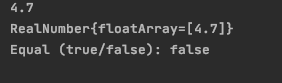 4.7
RealNumber{floatArray=[4.7]}
Equal (true/false): false